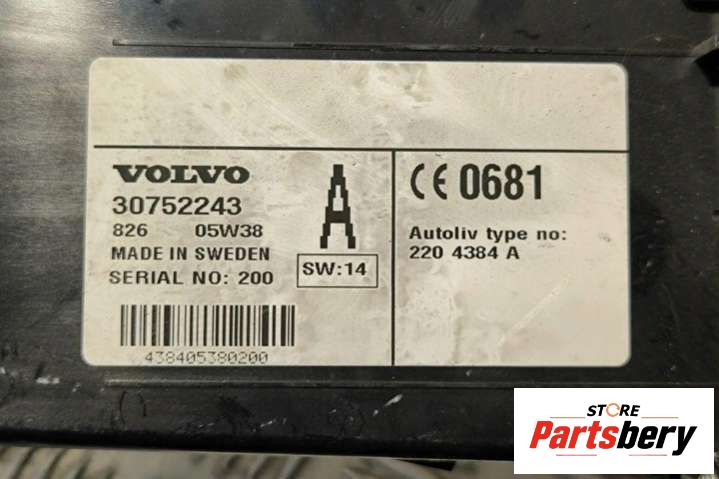 VOLVO
30752243
826 05W38
MADE IN SWEDEN
SERIAL NO: 200
438405380200
A
SW:14
CE 0681
Autoliv type no:
220 4384 A
STORE
Partsbery